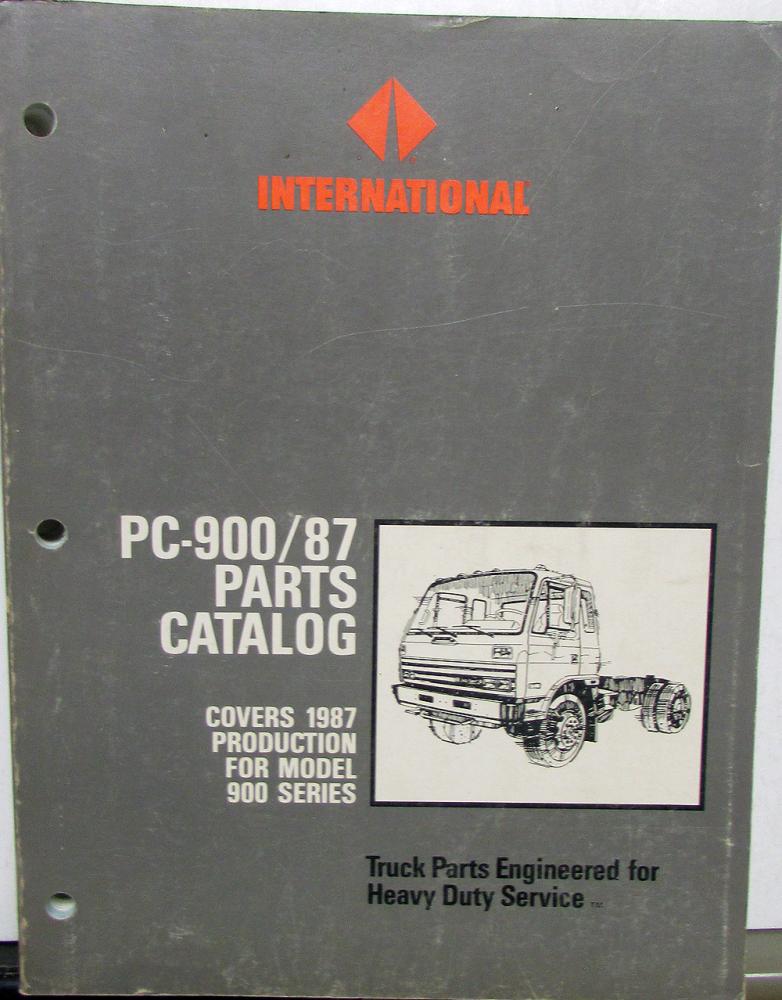 INTERNATIONAL
PC-900/87
PARTS
CATALOG
COVERS 1987
PRODUCTION
FOR MODEL
900 SERIES
Truck Parts Engineered for
Heavy Duty Service ™